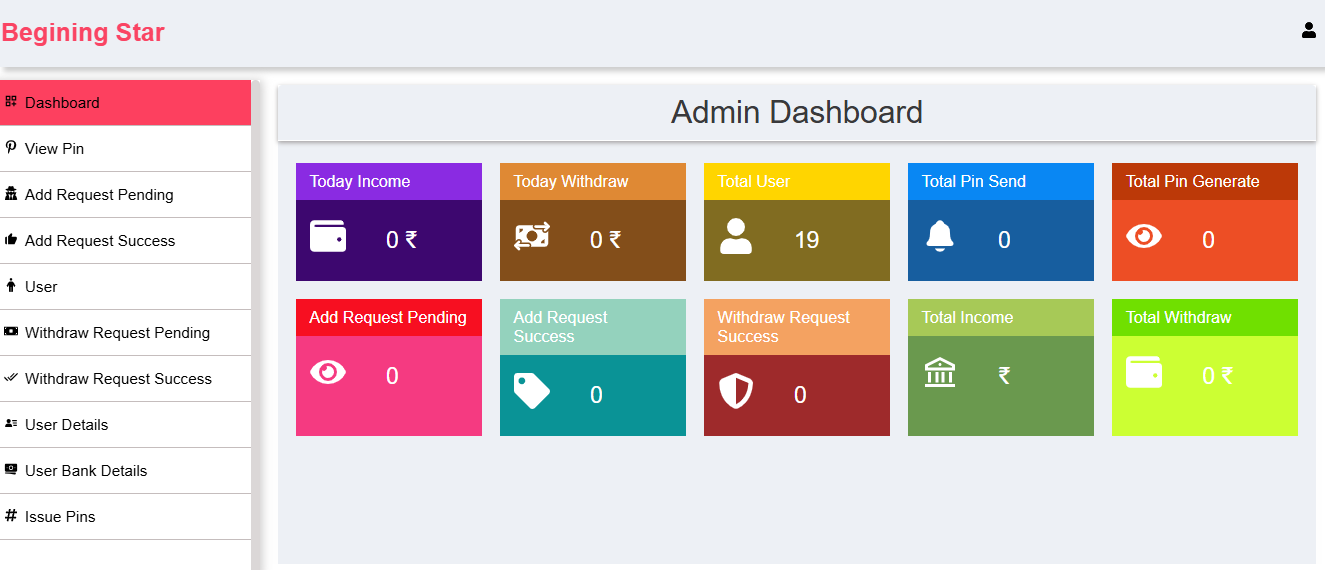 Begining Star
Dashboard
View Pin
Add Request Pending
Add Request Success
User
Withdraw Request Pending
Withdraw Request Success
User Details
User Bank Details
Issue Pins
Admin Dashboard
Today Income
0 ₹
Today Withdraw
0 ₹
Total User
19
Total Pin Send
0
Total Pin Generate
0
Add Request Pending
0
Add Request
Success
0
Withdraw Request
Success
0
Total Income
₹
Total Withdraw
0 ₹